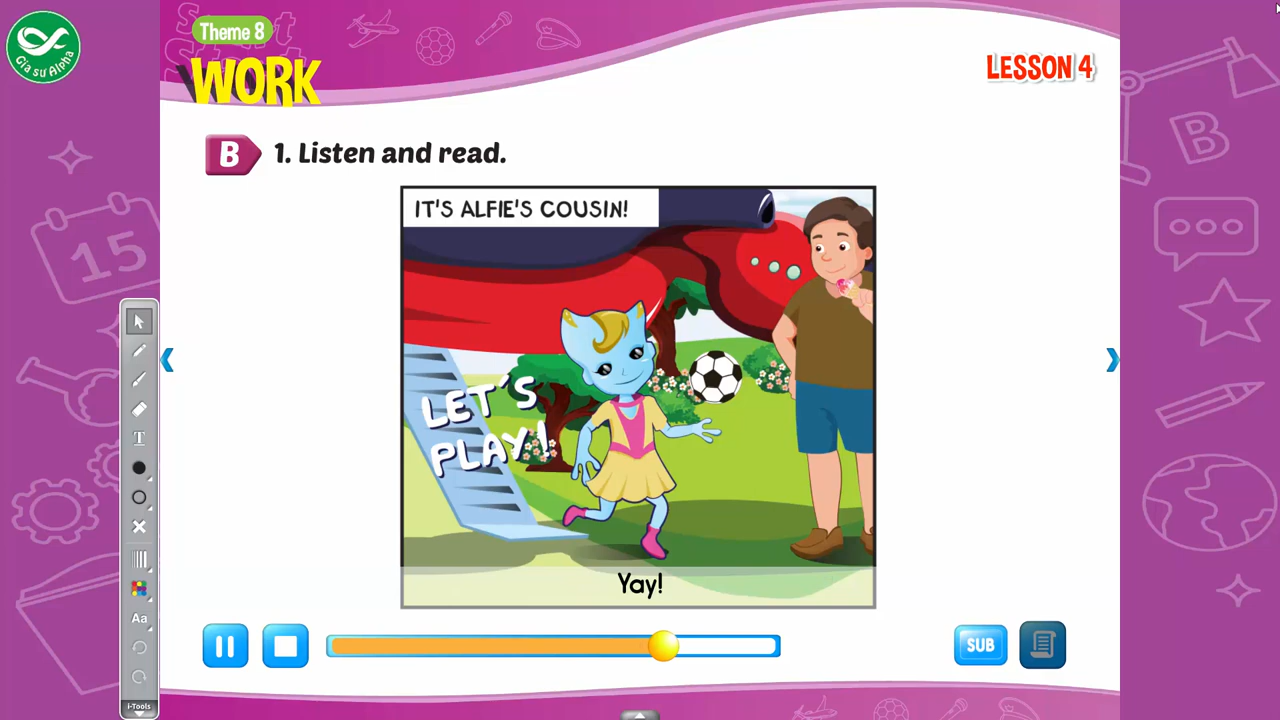 Gia sư Alpha
Theme 8
WORK
LESSON 4
B 1. Listen and read.
IT'S ALFIE'S COUSIN!
LET'S
PLAY!
Yay!
SUB
T
Aa
i-Tools
15
B